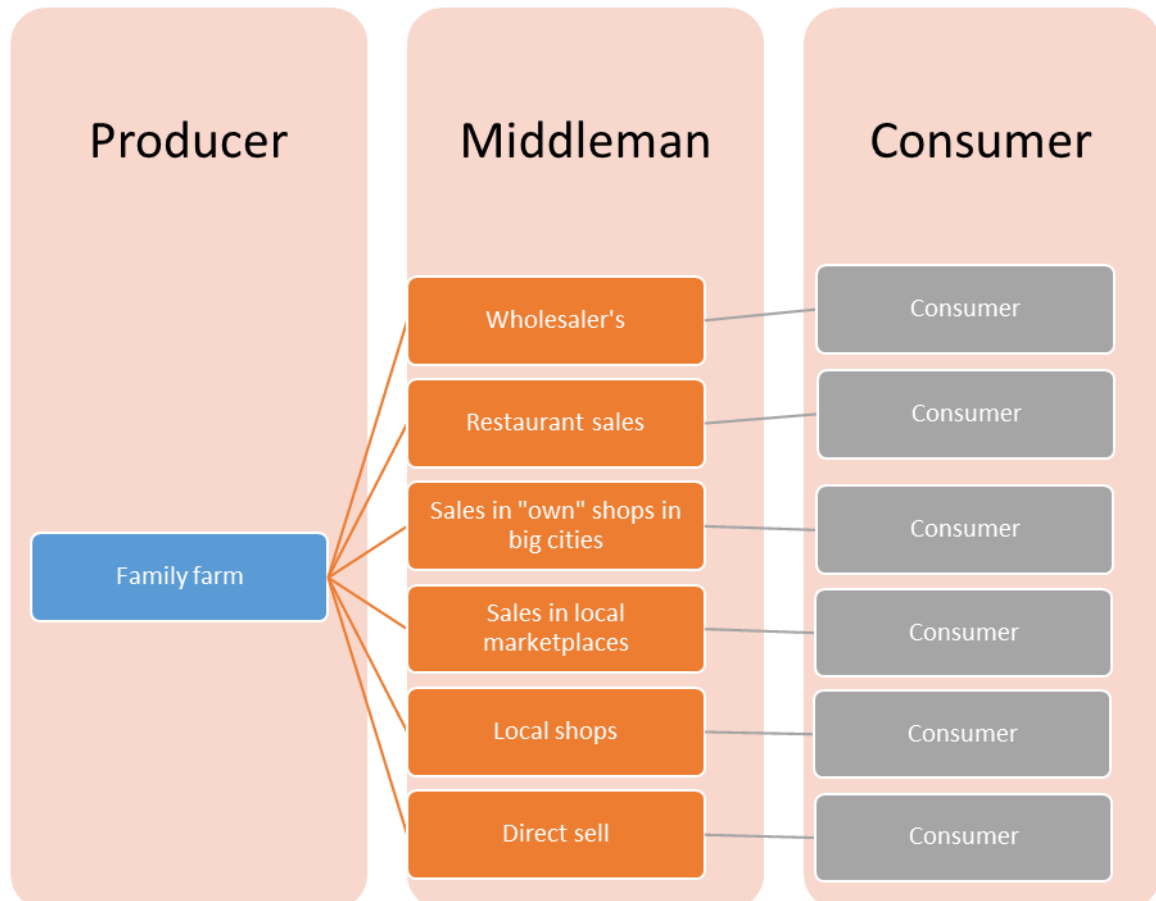 Producer
Middleman
Consumer
Family farm
Wholesaler's
Restaurant sales
Sales in "own" shops in
big cities
Sales in local
marketplaces
Local shops
Direct sell
Consumer
Consumer
Consumer
Consumer
Consumer
Consumer